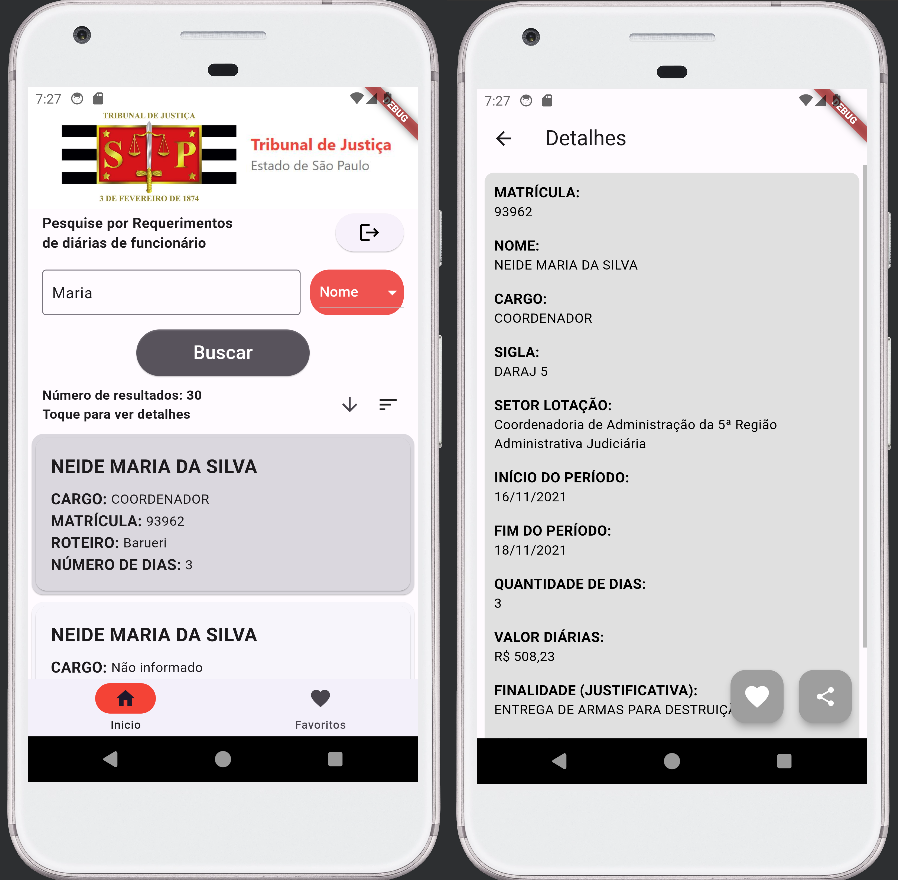 7:27
DEBUG
TRIBUNAL DE JUSTIÇA
S P
3 DE FEVEREIRO DE 1874
Tribunal de Justiça
Estado de São Paulo
Pesquise por Requerimentos
de diárias de funcionário
Maria
Nome
Buscar
Número de resultados: 30
Toque para ver detalhes
NEIDE MARIA DA SILVA
CARGO: COORDENADOR
MATRÍCULA: 93962
ROTEIRO: Barueri
NÚMERO DE DIAS: 3
NEIDE MARIA DA SILVA
CARGO: Não informado
Inicio
Favoritos
7:27
DEBUG
Detalhes
MATRÍCULA:
93962
NOME:
NEIDE MARIA DA SILVA
CARGO:
COORDENADOR
SIGLA:
DARAJ 5
SETOR LOTAÇÃO:
Coordenadoria de Administração da 5ª Região
Administrativa Judiciária
INÍCIO DO PERÍODO:
16/11/2021
FIM DO PERÍODO:
18/11/2021
QUANTIDADE DE DIAS:
3
VALOR DIÁRIAS:
R$ 508,23
FINALIDADE (JUSTIFICATIVA):
ENTREGA DE ARMAS PARA DESTRUIÇÃ